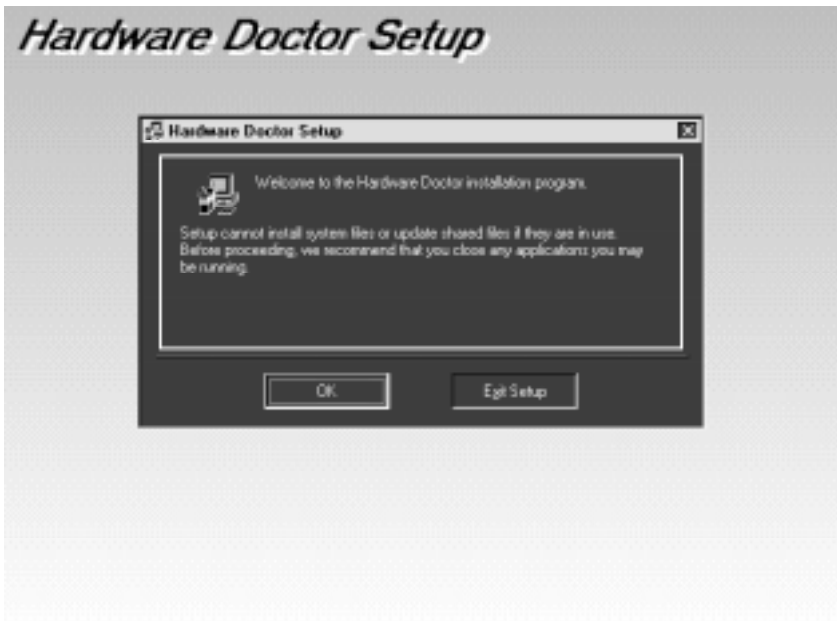 Hardware Doctor Setup
Hardware Doctor Setup
Welcome to the Hardware Doctor installation program.
Setup cannot install system files or update shared files if they are in use.
Before proceeding, we recommend that you close any applications you may
be running.
OK
Exit Setup